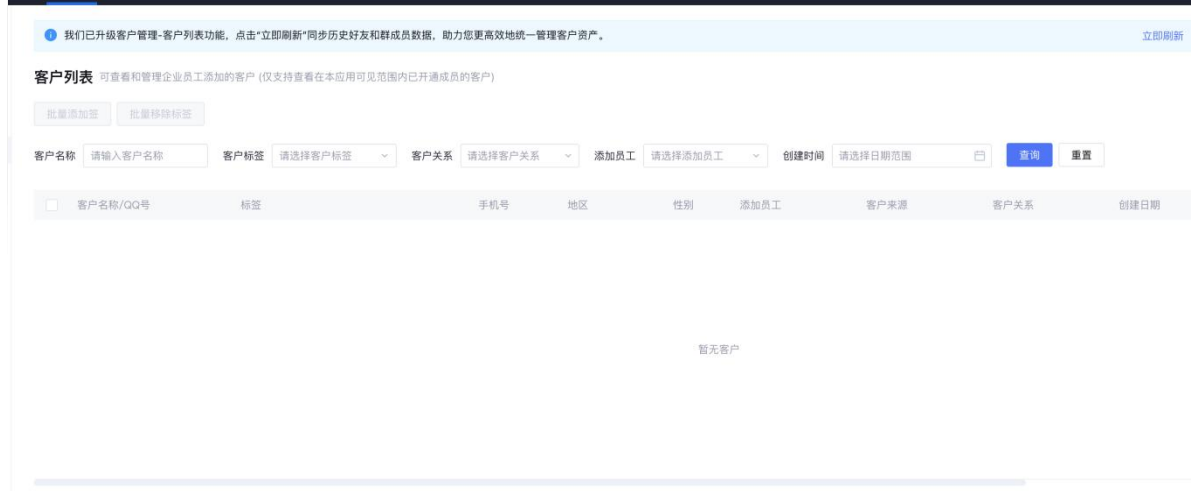 我们已升级客户管理-客户列表功能，点击“立即刷新”同步历史好友和群成员数据，助力您更高效地统一管理客户资产。 立即刷新
客户列表 可查看和管理企业员工添加的客户 (仅支持查看在本应用可见范围内已开通成员的客户)
批量添加签 批量移除标签
客户名称 请输入客户名称 客户标签 请选择客户标签 客户关系 请选择客户关系 添加员工 请选择添加员工 创建时间 请选择日期范围 查询 重置
客户名称/QQ号 标签 手机号 地区 性别 添加员工 客户来源 客户关系 创建日期
暂无客户